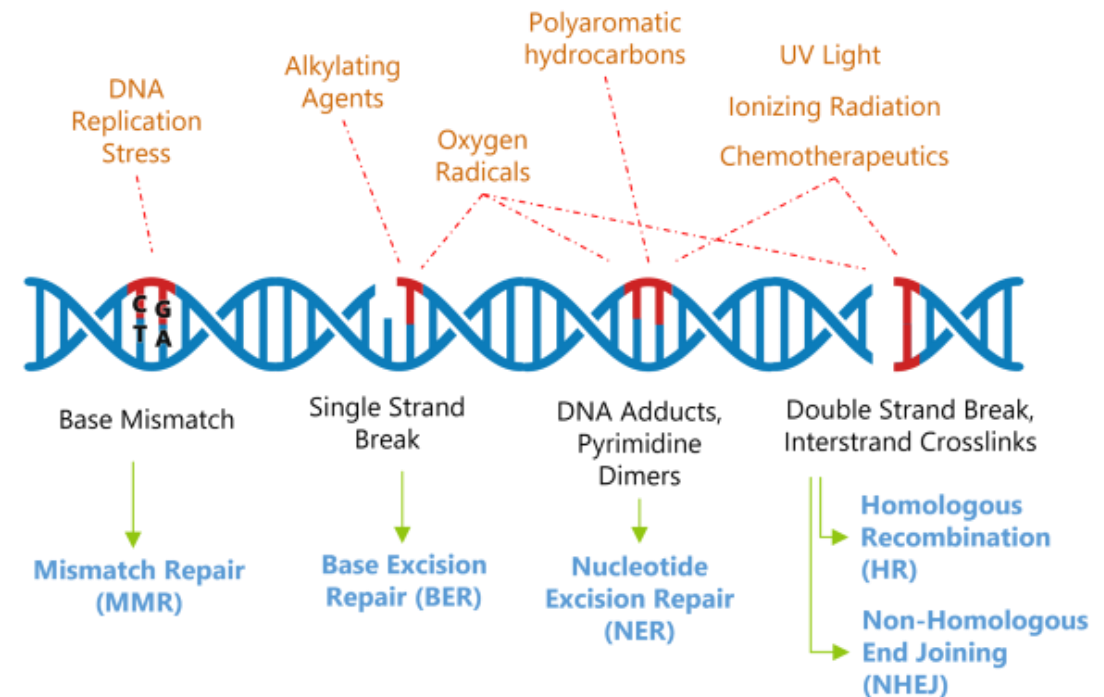 DNA
Replication
Stress
Alkylating
Agents
Oxygen
Radicals
Polyaromatic
hydrocarbons
UV Light
Ionizing Radiation
Chemotherapeutics
C G
T A
Base Mismatch
Single Strand
Break
DNA Adducts,
Pyrimidine
Dimers
Double Strand Break,
Interstrand Crosslinks
Mismatch Repair
(MMR)
Base Excision
Repair (BER)
Nucleotide
Excision Repair
(NER)
Homologous
Recombination
(HR)
Non-Homologous
End Joining
(NHEJ)